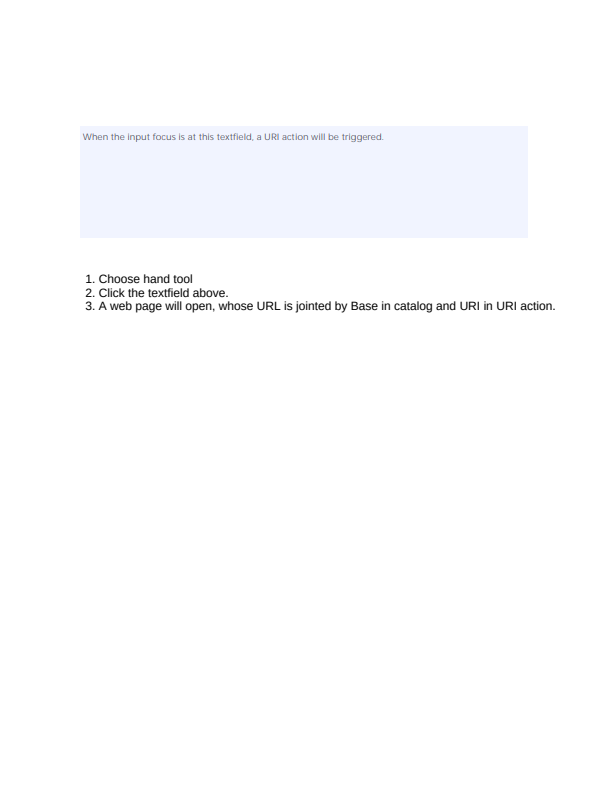 When the input focus is at this textfield, a URI action will be triggered.
1. Choose hand tool
2. Click the textfield above.
3. A web page will open, whose URL is jointed by Base in catalog and URI in URI action.